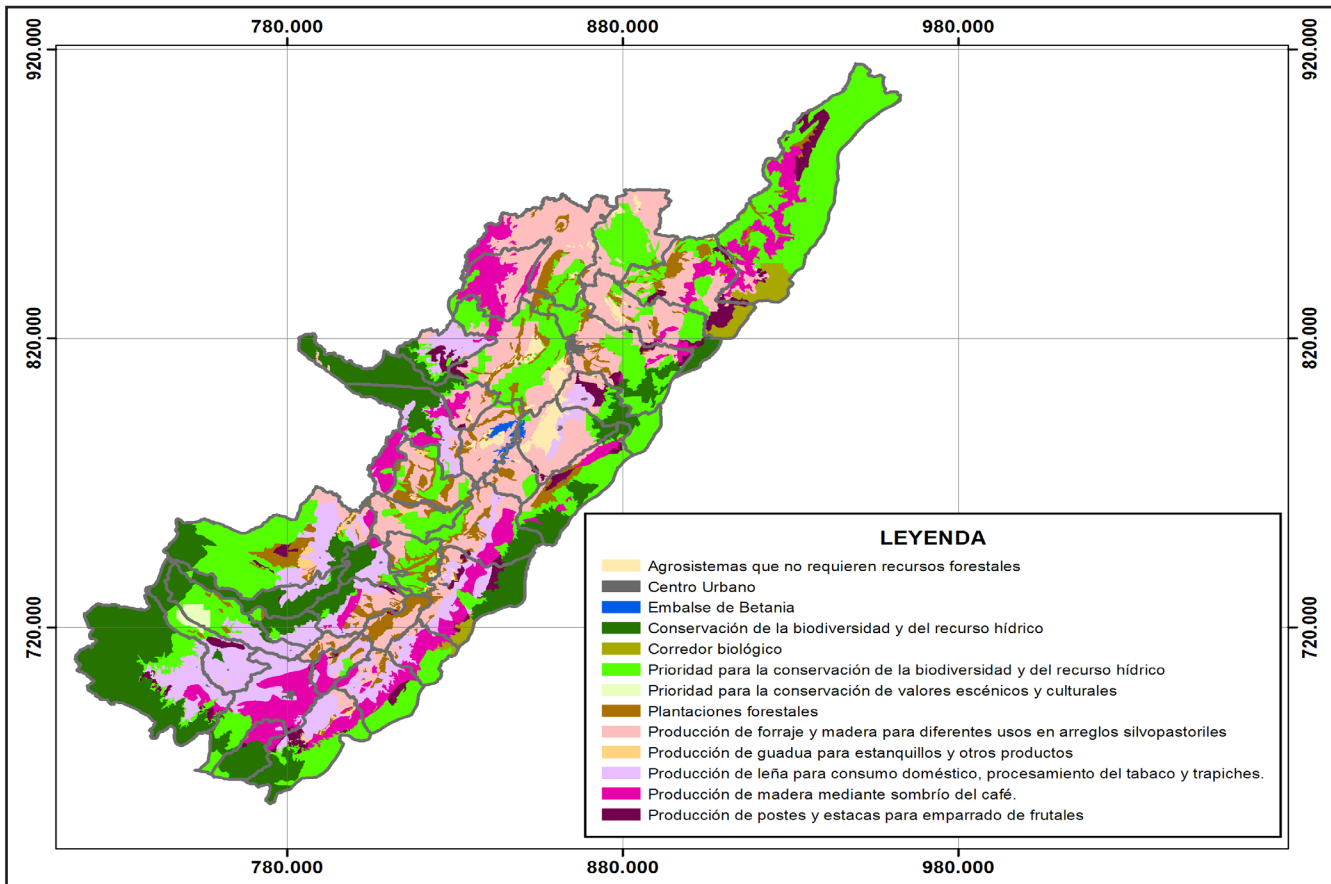 780.000 880.000 980.000
920.000 920.000
820.000 820.000
720.000 720.000
LEYENDA
Agrosistemas que no requieren recursos forestales
Centro Urbano
Embalse de Betania
Conservación de la biodiversidad y del recurso hídrico
Corredor biológico
Prioridad para la conservación de la biodiversidad y del recurso hídrico
Prioridad para la conservación de valores escénicos y culturales
Plantaciones forestales
Producción de forraje y madera para diferentes usos en arreglos silvopastoriles
Producción de guadua para estanquillos y otros productos
Producción de leña para consumo doméstico, procesamiento del tabaco y trapiches.
Producción de madera mediante sombrío del café.
Producción de postes y estacas para emparrado de frutales
780.000 880.000 980.000